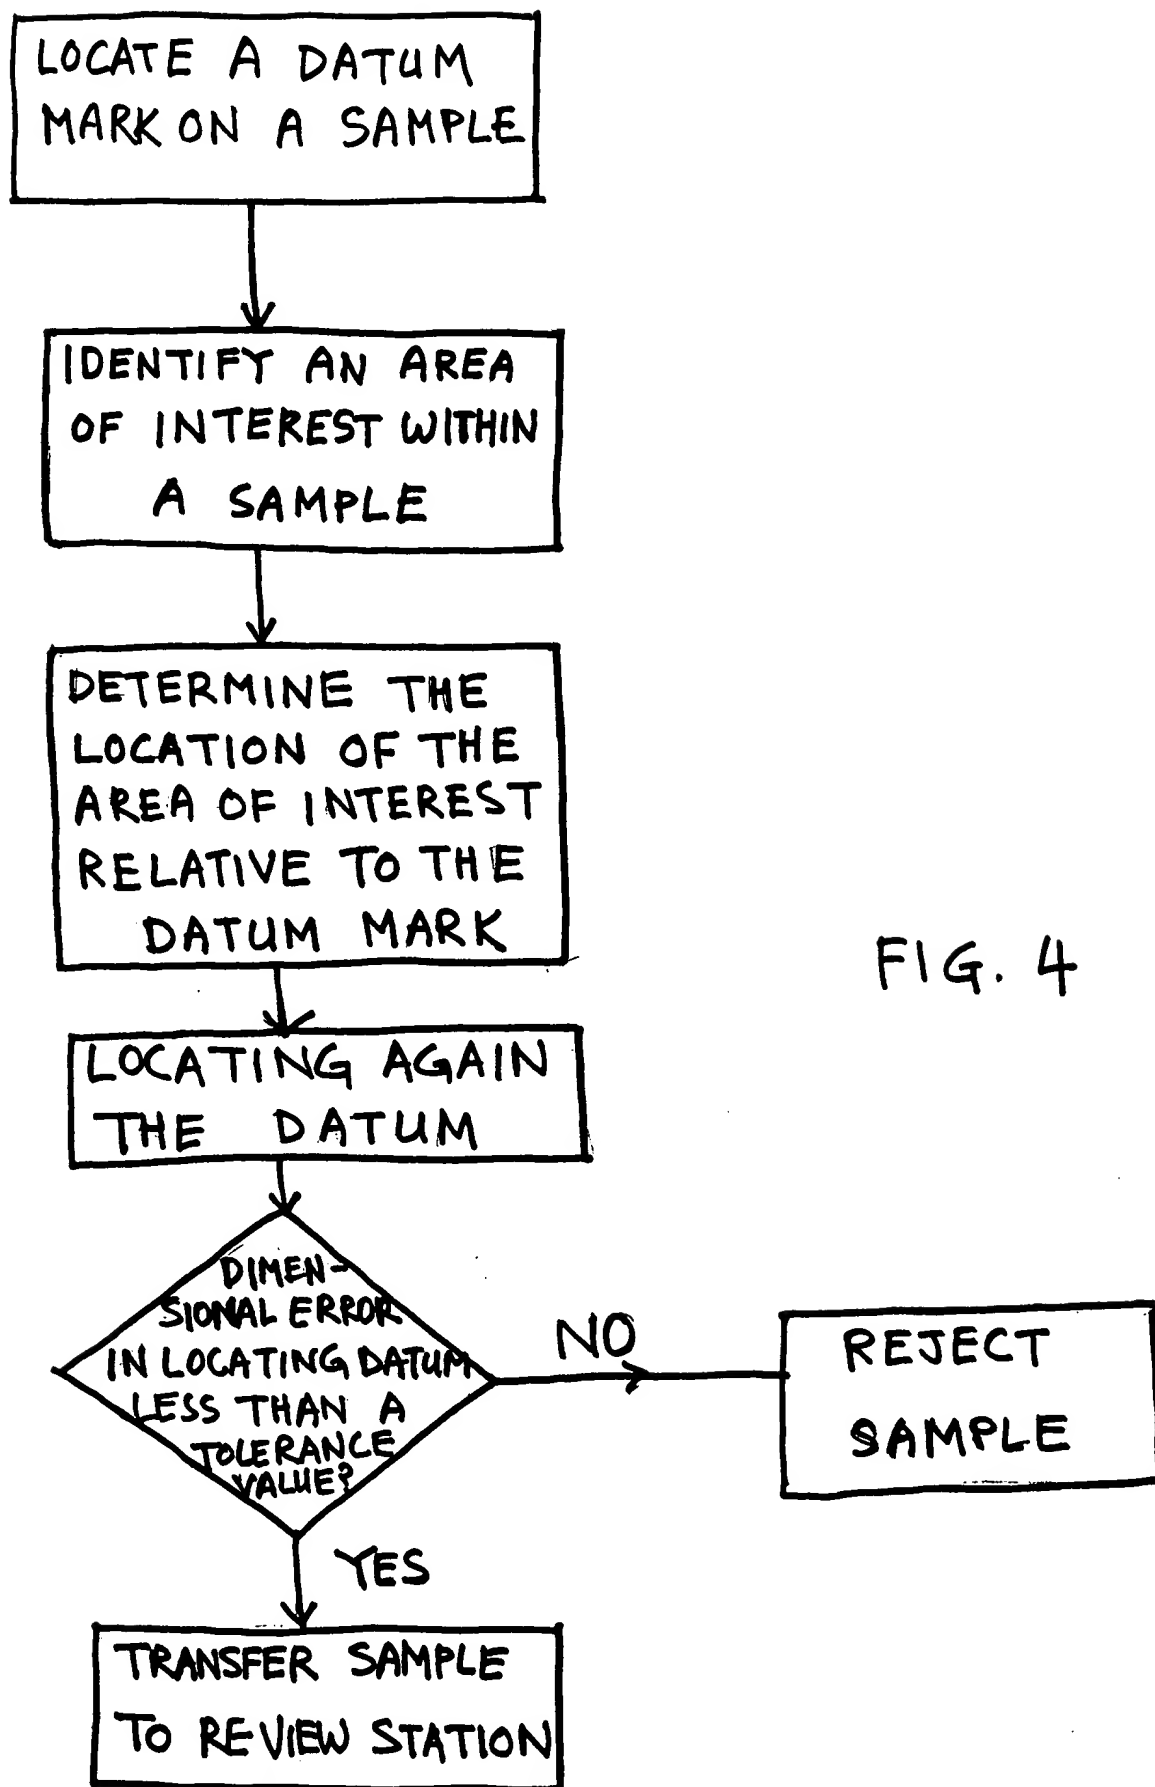 LOCATE A DATUM
MARK ON A SAMPLE
IDENTIFY AN AREA
OF INTEREST WITHIN
A SAMPLE
DETERMINE THE
LOCATION OF THE
AREA OF INTEREST
RELATIVE TO THE
DATUM MARK
FIG. 4
LOCATING AGAIN
THE DATUM
DIMEN-
SIONAL ERROR
IN LOCATING DATUM
LESS THAN A
TOLERANCE
VALUE?
NO
REJECT
SAMPLE
YES
TRANSFER SAMPLE
TO REVIEW STATION